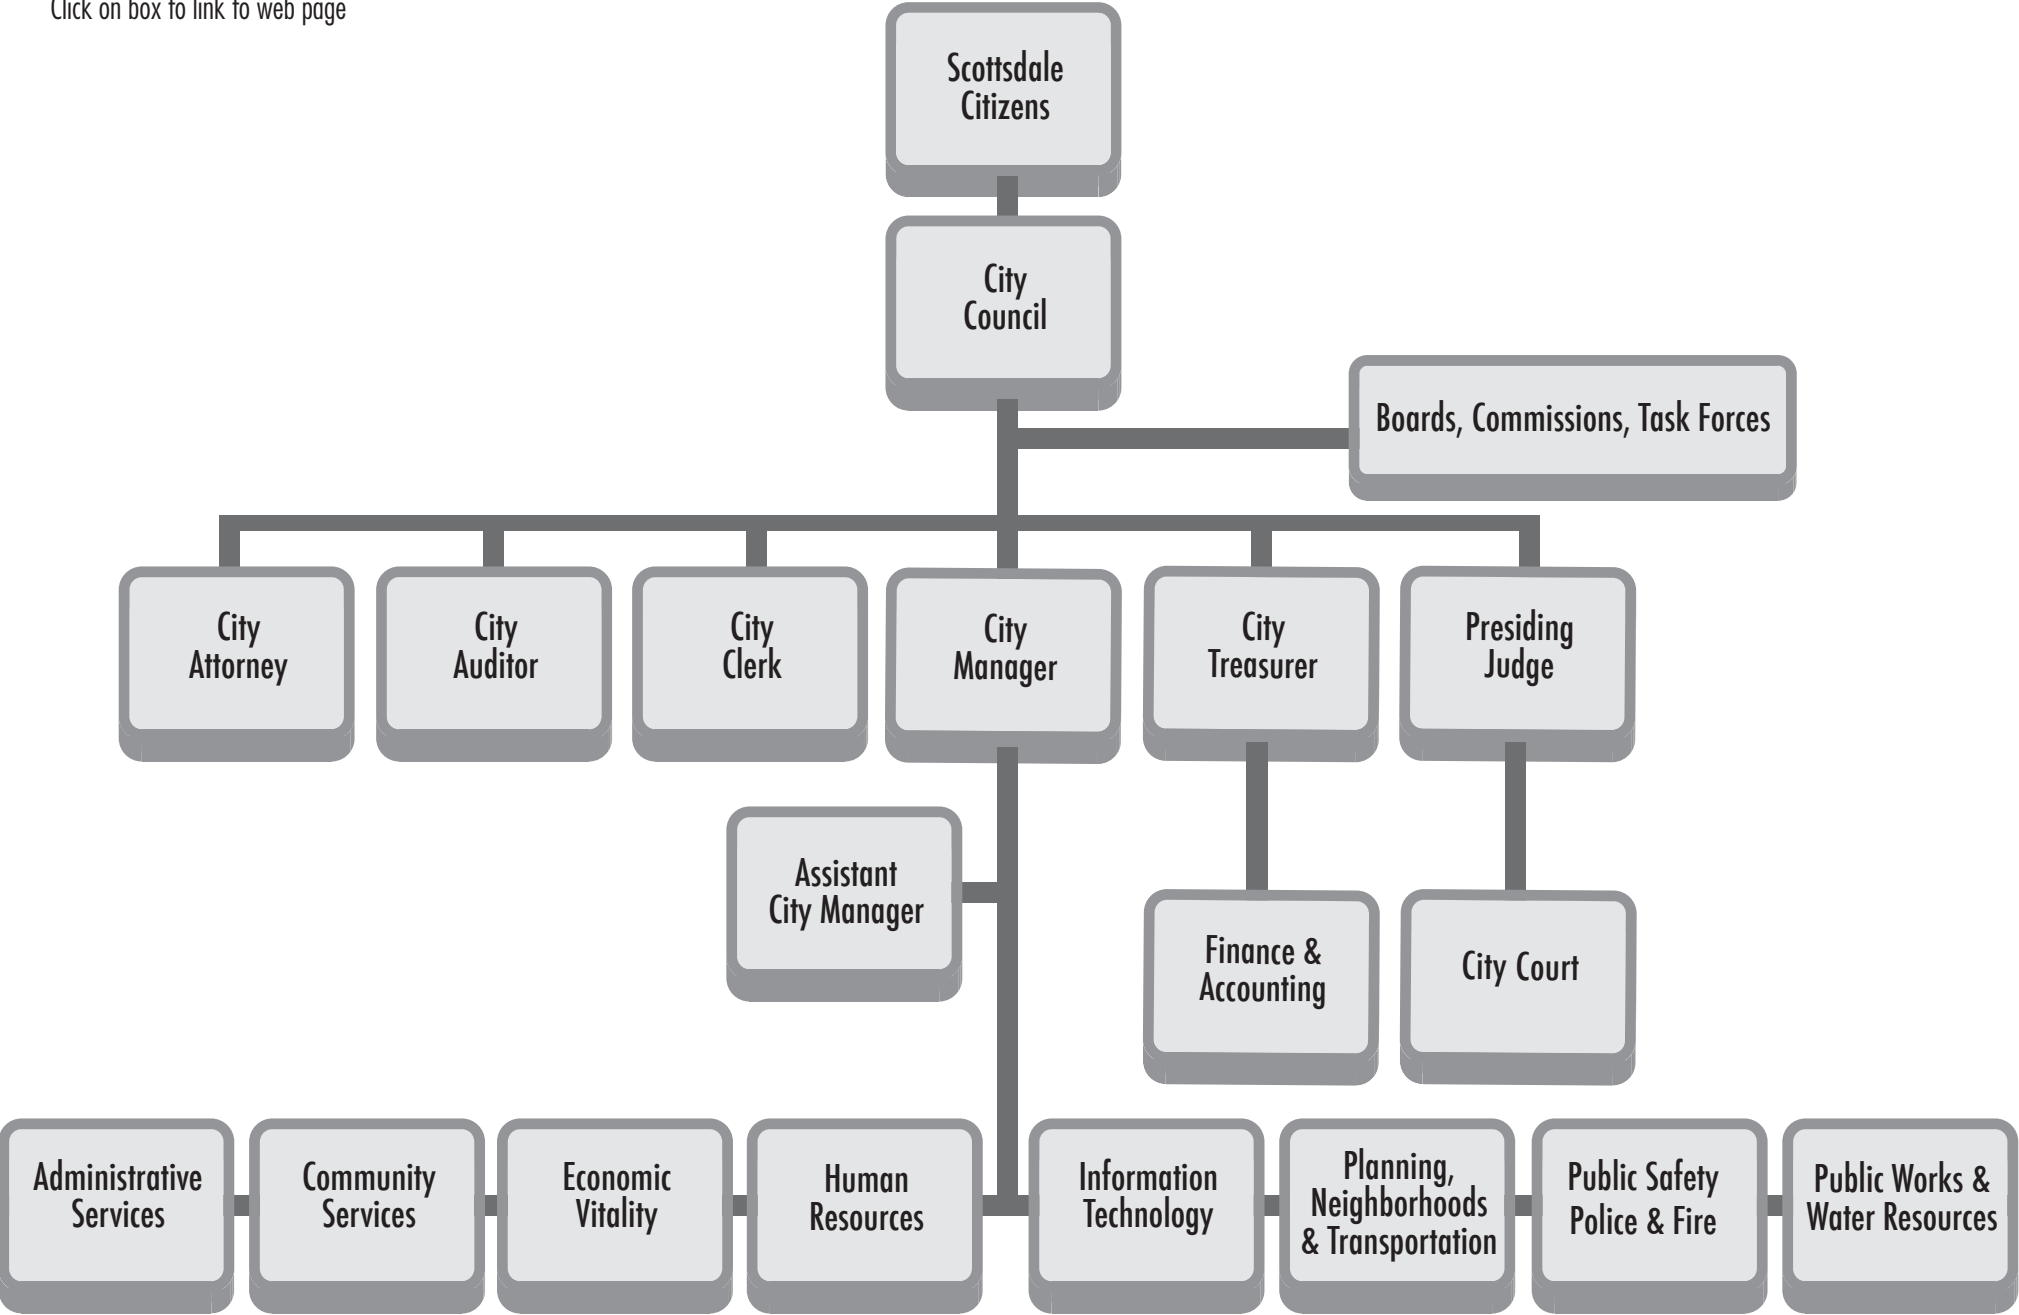 Click on box to link to web page
Scottsdale
Citizens
City
Council
Boards, Commissions, Task Forces
City
Attorney
City
Auditor
City
Clerk
City
Manager
City
Treasurer
Presiding
Judge
Assistant
City Manager
Finance &
Accounting
City Court
Administrative
Services
Community
Services
Economic
Vitality
Human
Resources
Information
Technology
Planning,
Neighborhoods
& Transportation
Public Safety
Police & Fire
Public Works &
Water Resources